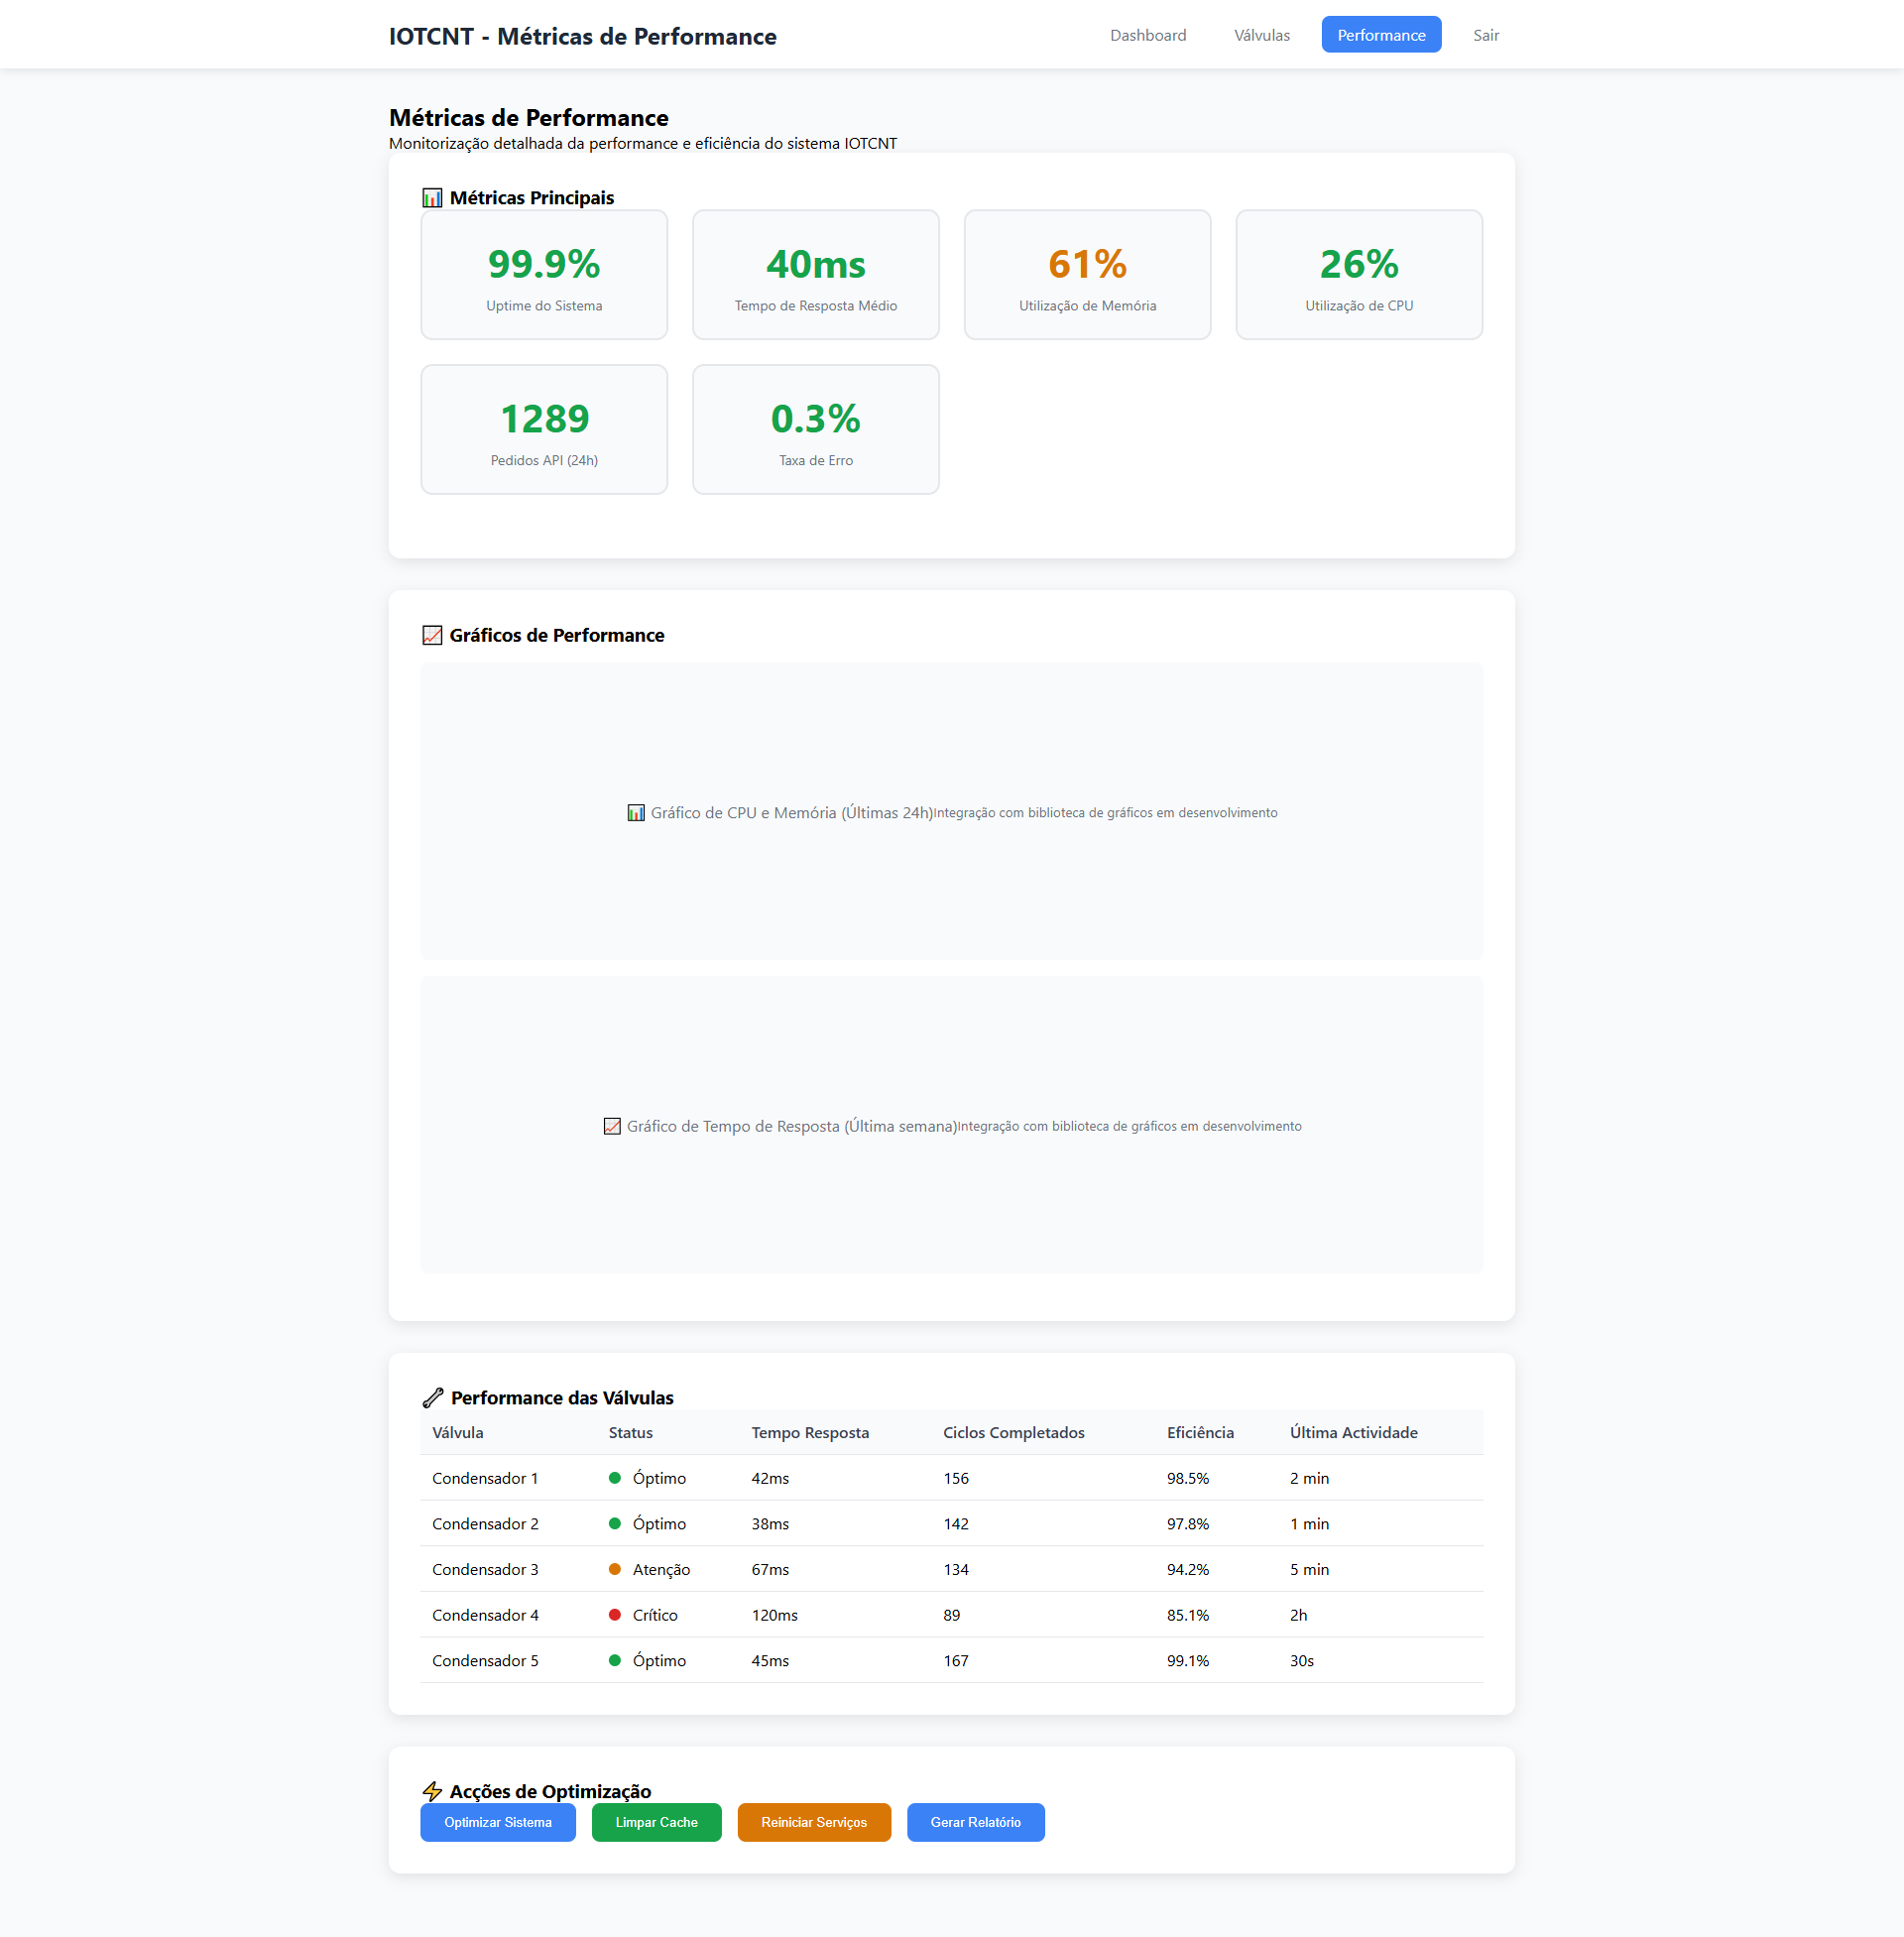 IOTCNT - Métricas de Performance
Dashboard Válvulas Performance Sair
Métricas de Performance
Monitorização detalhada da performance e eficiência do sistema IOTCNT
📊 Métricas Principais
99.9% 40ms 61% 26%
Uptime do Sistema Tempo de Resposta Médio Utilização de Memória Utilização de CPU
1289 0.3%
Pedidos API (24h) Taxa de Erro
📈 Gráficos de Performance
📊 Gráfico de CPU e Memória (Últimas 24h)Integração com biblioteca de gráficos em desenvolvimento
📈 Gráfico de Tempo de Resposta (Última semana)Integração com biblioteca de gráficos em desenvolvimento
🔧 Performance das Válvulas
Válvula Status Tempo Resposta Ciclos Completados Eficiência Última Actividade
Condensador 1 Óptimo 42ms 156 98.5% 2 min
Condensador 2 Óptimo 38ms 142 97.8% 1 min
Condensador 3 Atenção 67ms 134 94.2% 5 min
Condensador 4 Crítico 120ms 89 85.1% 2h
Condensador 5 Óptimo 45ms 167 99.1% 30s
⚡ Acções de Optimização
Optimizar Sistema Limpar Cache Reiniciar Serviços Gerar Relatório